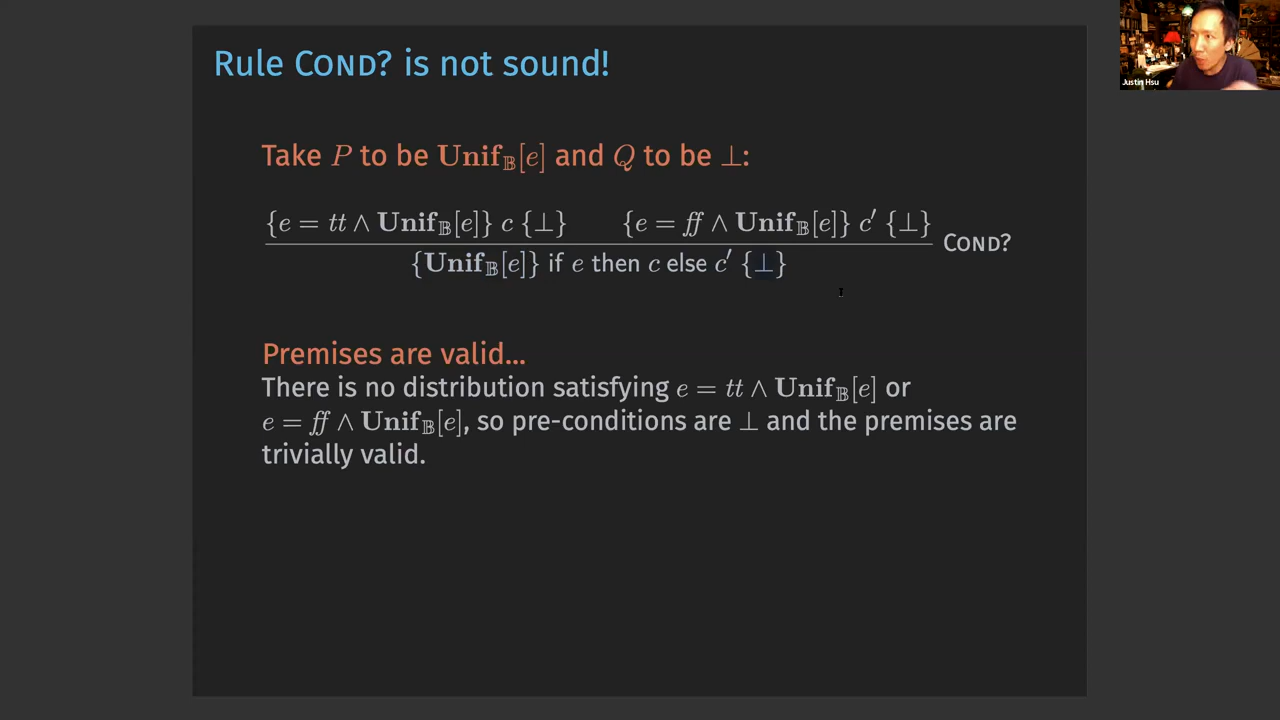 Rule COND? is not sound!
Justin Hsu
Take P to be Unif𝔹[e] and Q to be ⊥:
{e = tt ∧ Unif𝔹[e]} c {⊥} {e = ff ∧ Unif𝔹[e]} c′ {⊥}
COND?
{Unif𝔹[e]} if e then c else c′ {⊥}
Premises are valid...
There is no distribution satisfying e = tt ∧ Unif𝔹[e] or
e = ff ∧ Unif𝔹[e], so pre-conditions are ⊥ and the premises are
trivially valid.